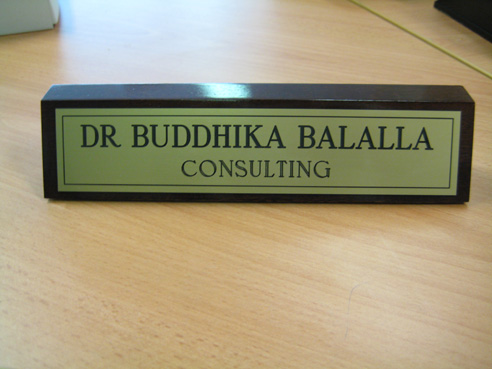 DR BUDDHIKA BALALLA
CONSULTING